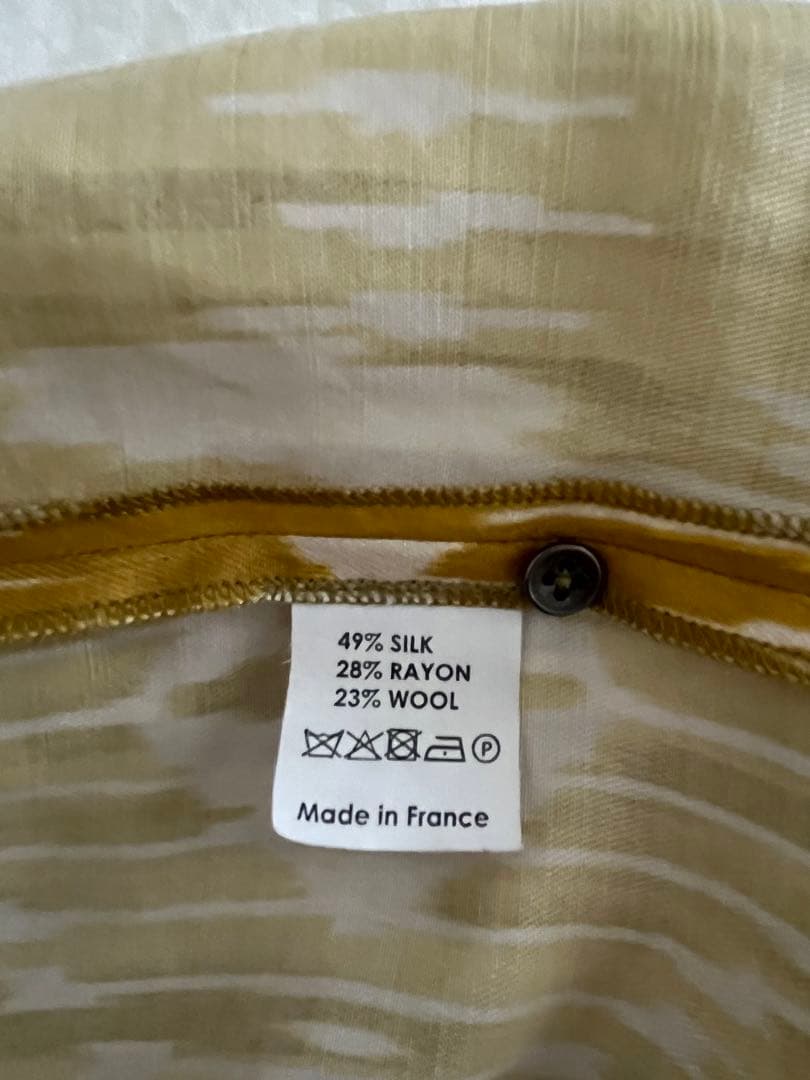 49% SILK
28% RAYON
23% WOOL
P
Made in France